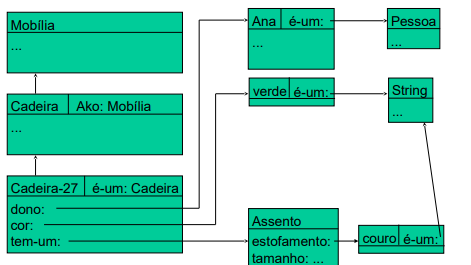 Mobília
...
Cadeira Ako: Mobília
...
Cadeira-27 é-um: Cadeira
dono:
cor:
tem-um:
Ana é-um:
...
Pessoa
...
verde é-um:
String
...
Assento
estofamento:
tamanho: ...
couro é-um: